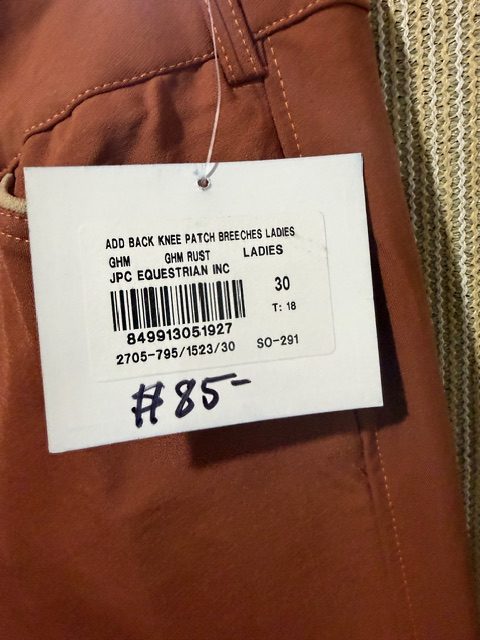 ADD BACK KNEE PATCH BREECHES LADIES
GHM GHM RUST LADIES
JPC EQUESTRIAN INC
30
T: 18
849913051927
2705-795/1523/30 SO-291
#85-